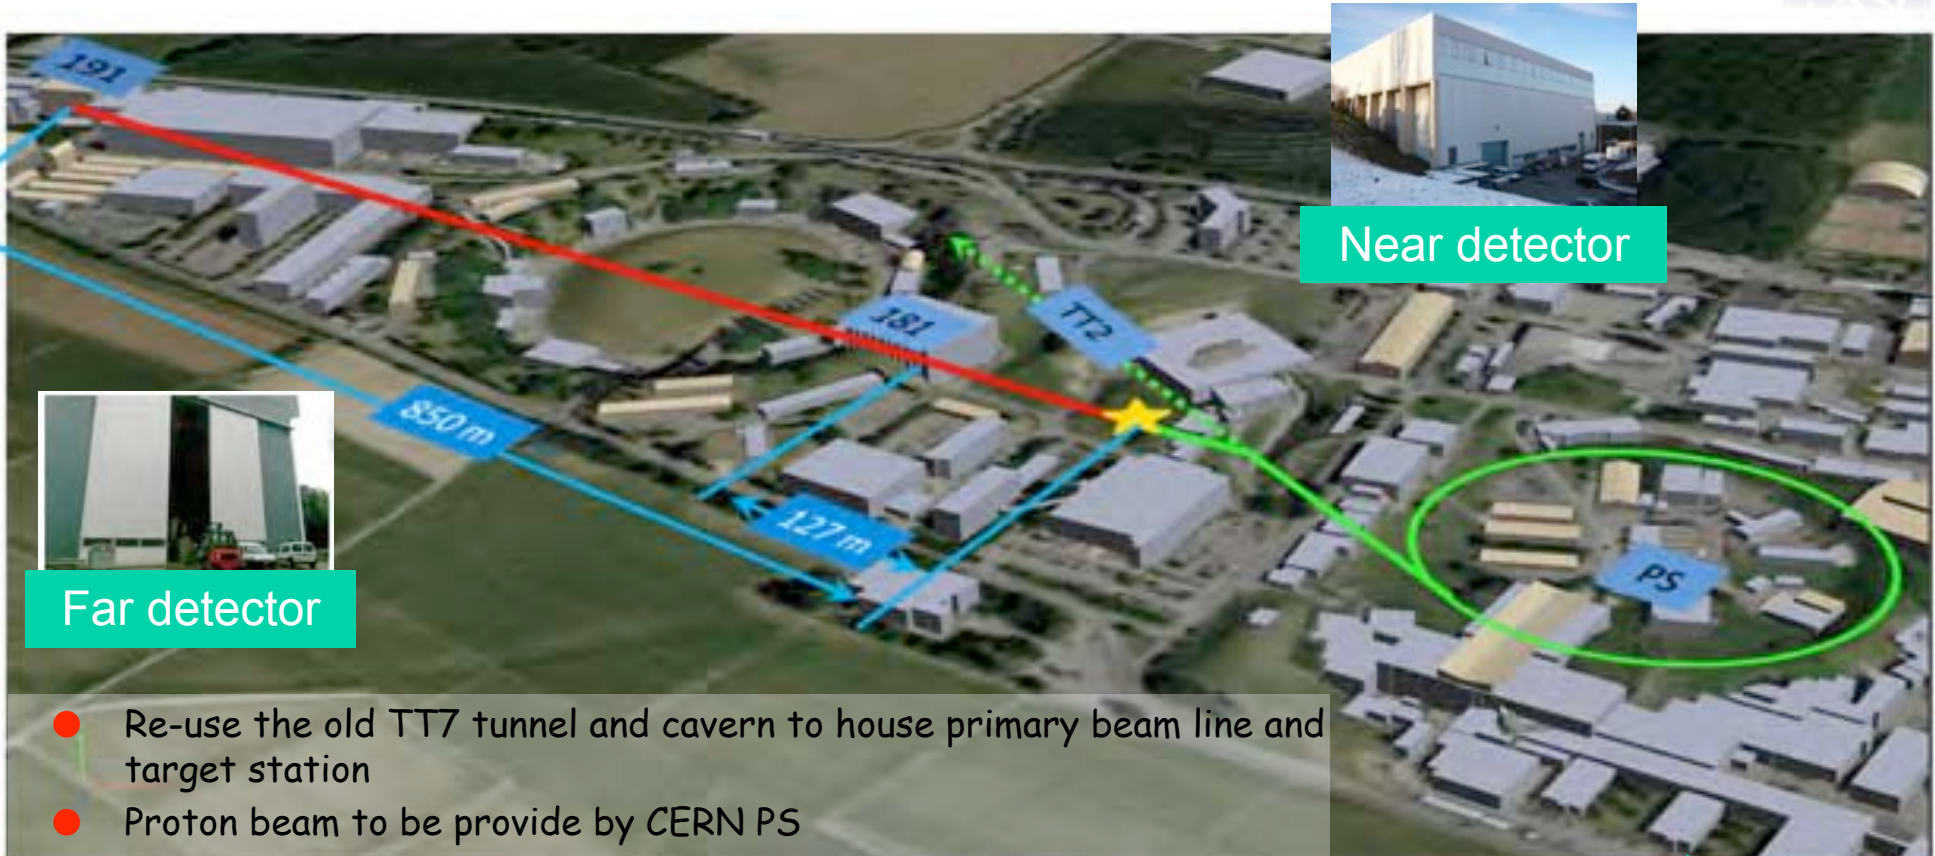 191
Near detector
TT2
181
850 m
127 m
PS
Far detector
Re-use the old TT7 tunnel and cavern to house primary beam line and
target station
Proton beam to be provide by CERN PS